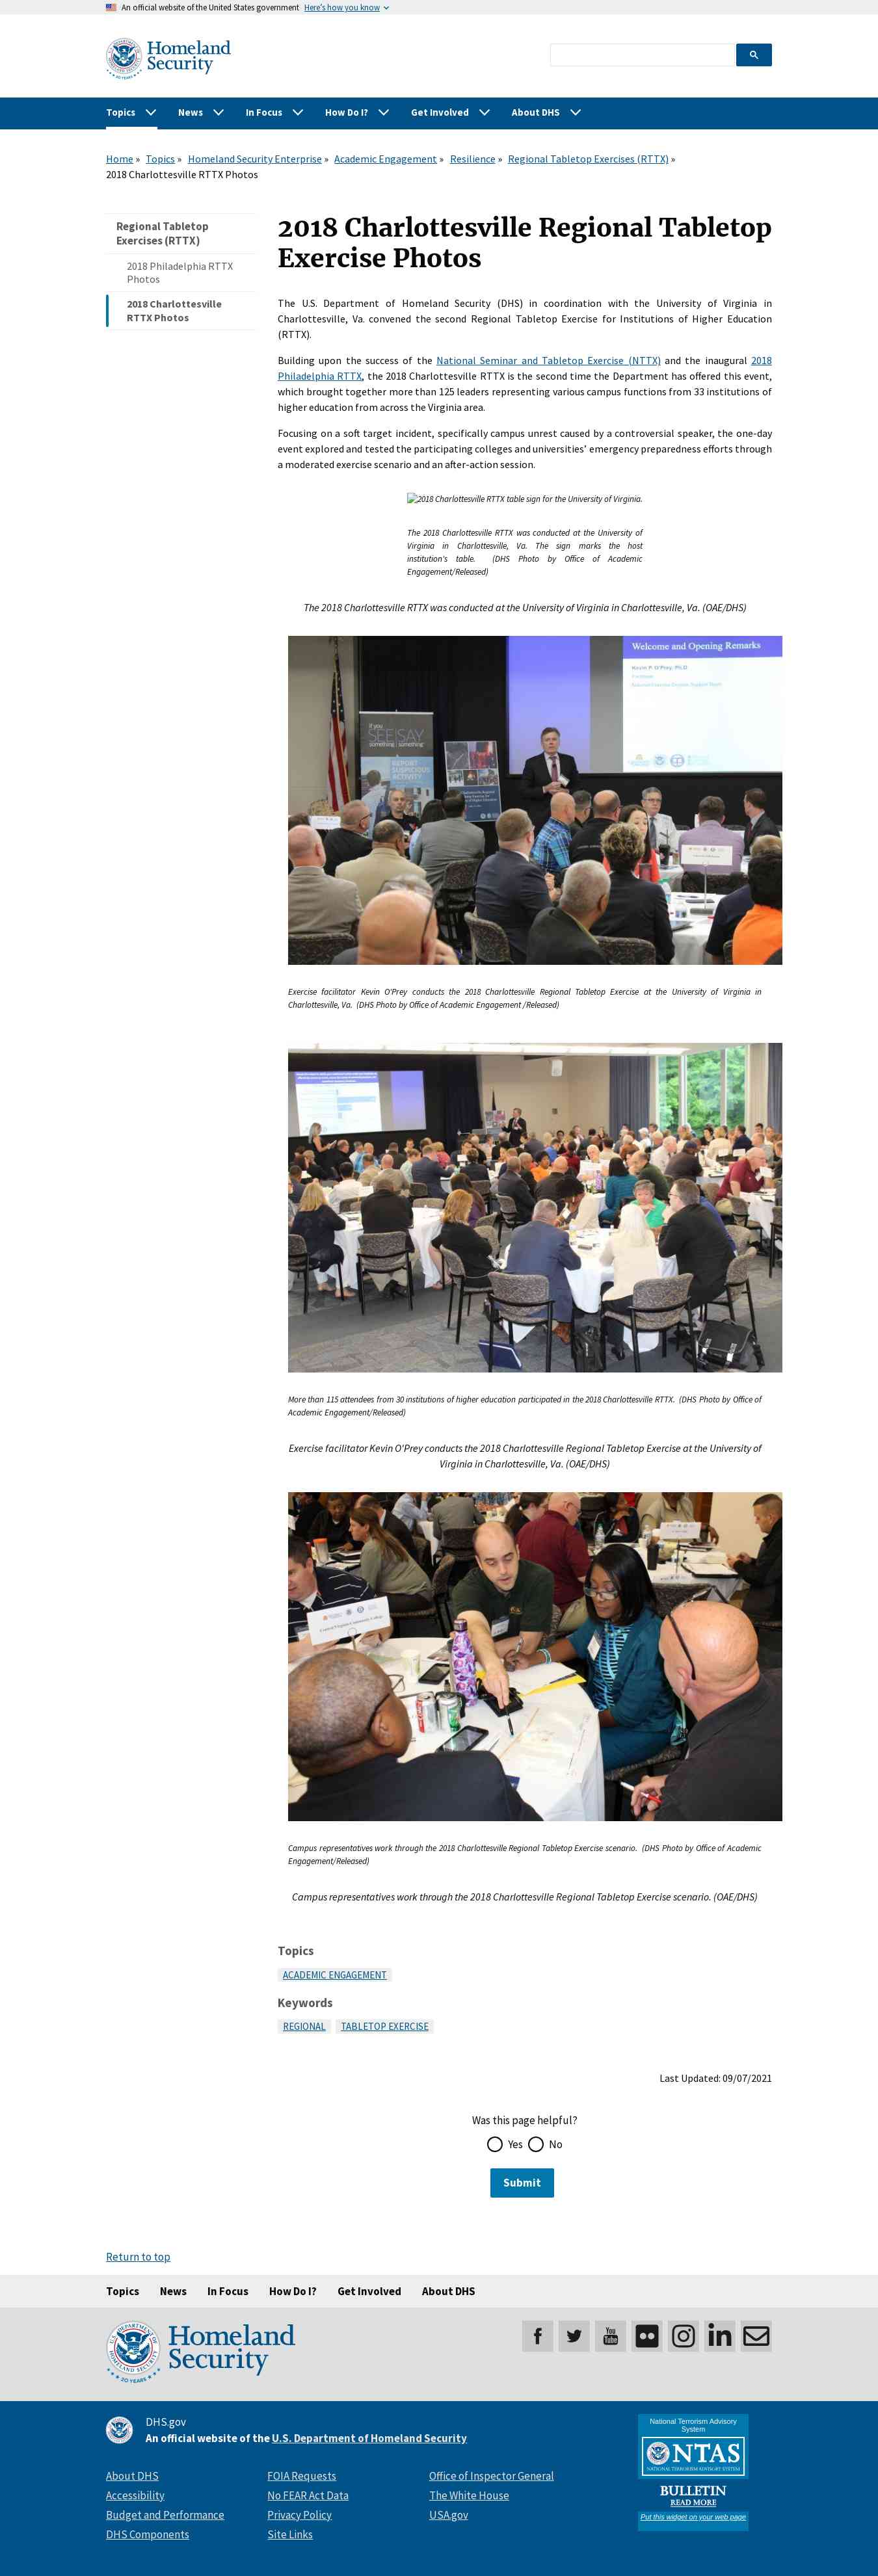 An official website of the United States government Here's how you know
Homeland
Security
Topics News In Focus How Do I? Get Involved About DHS
Home » Topics » Homeland Security Enterprise » Academic Engagement » Resilience » Regional Tabletop Exercises (RTTX) »
2018 Charlottesville RTTX Photos
Regional Tabletop
Exercises (RTTX)
2018 Philadelphia RTTX
Photos
2018 Charlottesville
RTTX Photos
2018 Charlottesville Regional Tabletop
Exercise Photos
The U.S. Department of Homeland Security (DHS) in coordination with the University of Virginia in
Charlottesville, Va. convened the second Regional Tabletop Exercise for Institutions of Higher Education
(RTTX).
Building upon the success of the National Seminar and Tabletop Exercise (NTTX) and the inaugural 2018
Philadelphia RTTX, the 2018 Charlottesville RTTX is the second time the Department has offered this event,
which brought together more than 125 leaders representing various campus functions from 33 institutions of
higher education from across the Virginia area.
Focusing on a soft target incident, specifically campus unrest caused by a controversial speaker, the one-day
event explored and tested the participating colleges and universities’ emergency preparedness efforts through
a moderated exercise scenario and an after-action session.
2018 Charlottesville RTTX table sign for the University of Virginia.
The 2018 Charlottesville RTTX was conducted at the University of
Virginia in Charlottesville, Va. The sign marks the host
institution's table. (DHS Photo by Office of Academic
Engagement/Released)
The 2018 Charlottesville RTTX was conducted at the University of Virginia in Charlottesville, Va. (OAE/DHS)
Welcome and Opening Remarks
If you
SEE SAY
something something
REPORT
SUSPICIOUS
ACTIVITY
Exercise facilitator Kevin O'Prey conducts the 2018 Charlottesville Regional Tabletop Exercise at the University of Virginia in
Charlottesville, Va. (DHS Photo by Office of Academic Engagement /Released)
More than 115 attendees from 30 institutions of higher education participated in the 2018 Charlottesville RTTX. (DHS Photo by Office of
Academic Engagement/Released)
Exercise facilitator Kevin O'Prey conducts the 2018 Charlottesville Regional Tabletop Exercise at the University of
Virginia in Charlottesville, Va. (OAE/DHS)
Central Virginia Community College
Campus representatives work through the 2018 Charlottesville Regional Tabletop Exercise scenario. (DHS Photo by Office of Academic
Engagement/Released)
Campus representatives work through the 2018 Charlottesville Regional Tabletop Exercise scenario. (OAE/DHS)
Topics
ACADEMIC ENGAGEMENT
Keywords
REGIONAL TABLETOP EXERCISE
Last Updated: 09/07/2021
Was this page helpful?
Yes No
Submit
Return to top
Topics News In Focus How Do I? Get Involved About DHS
Homeland
Security
You
Tube
in
DHS.gov
An official website of the U.S. Department of Homeland Security
About DHS
Accessibility
Budget and Performance
DHS Components
FOIA Requests
No FEAR Act Data
Privacy Policy
Site Links
Office of Inspector General
The White House
USA.gov
National Terrorism Advisory
System
NTAS
NATIONAL TERRORISM ADVISORY SYSTEM
BULLETIN
READ MORE
Put this widget on your web page